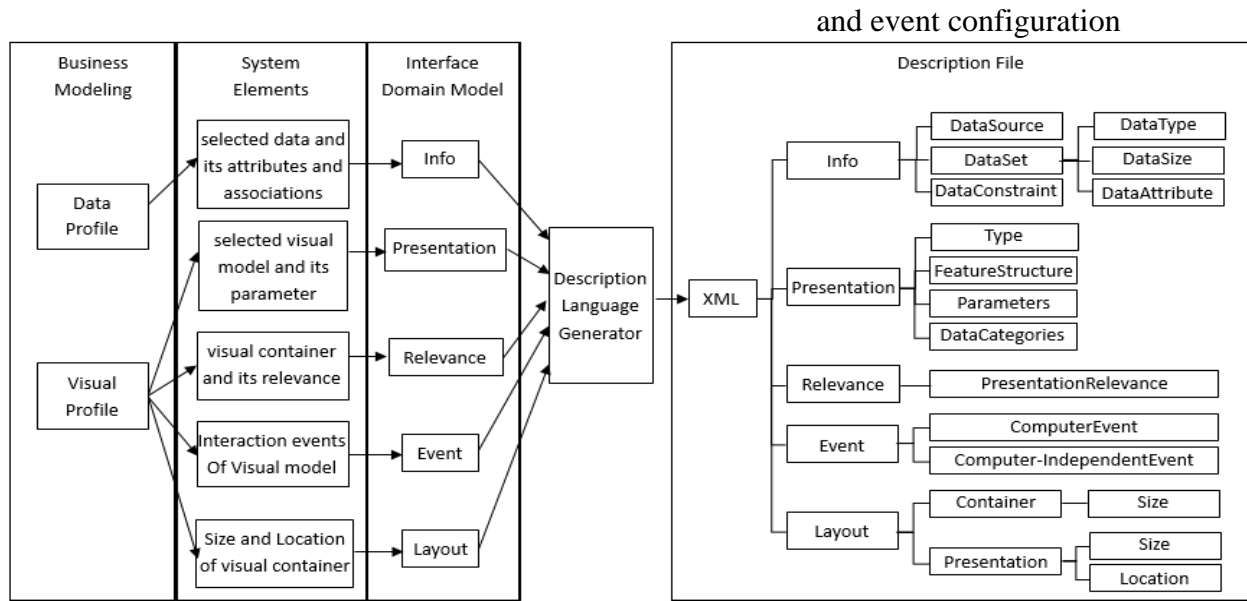 and event configuration
Business
Modeling
Data
Profile
Visual
Profile
System
Elements
selected data and
its attributes and
associations
selected visual
model and its
parameter
visual container
and its relevance
Interaction events
Of Visual model
Size and Location
of visual container
Interface
Domain Model
Info
Presentation
Relevance
Event
Layout
Description
Language
Generator
Description File
XML
Info
DataSource
DataSet
DataConstraint
DataType
DataSize
DataAttribute
Presentation
Type
FeatureStructure
Parameters
DataCategories
Relevance
PresentationRelevance
Event
ComputerEvent
Computer-IndependentEvent
Layout
Container
Size
Presentation
Size
Location